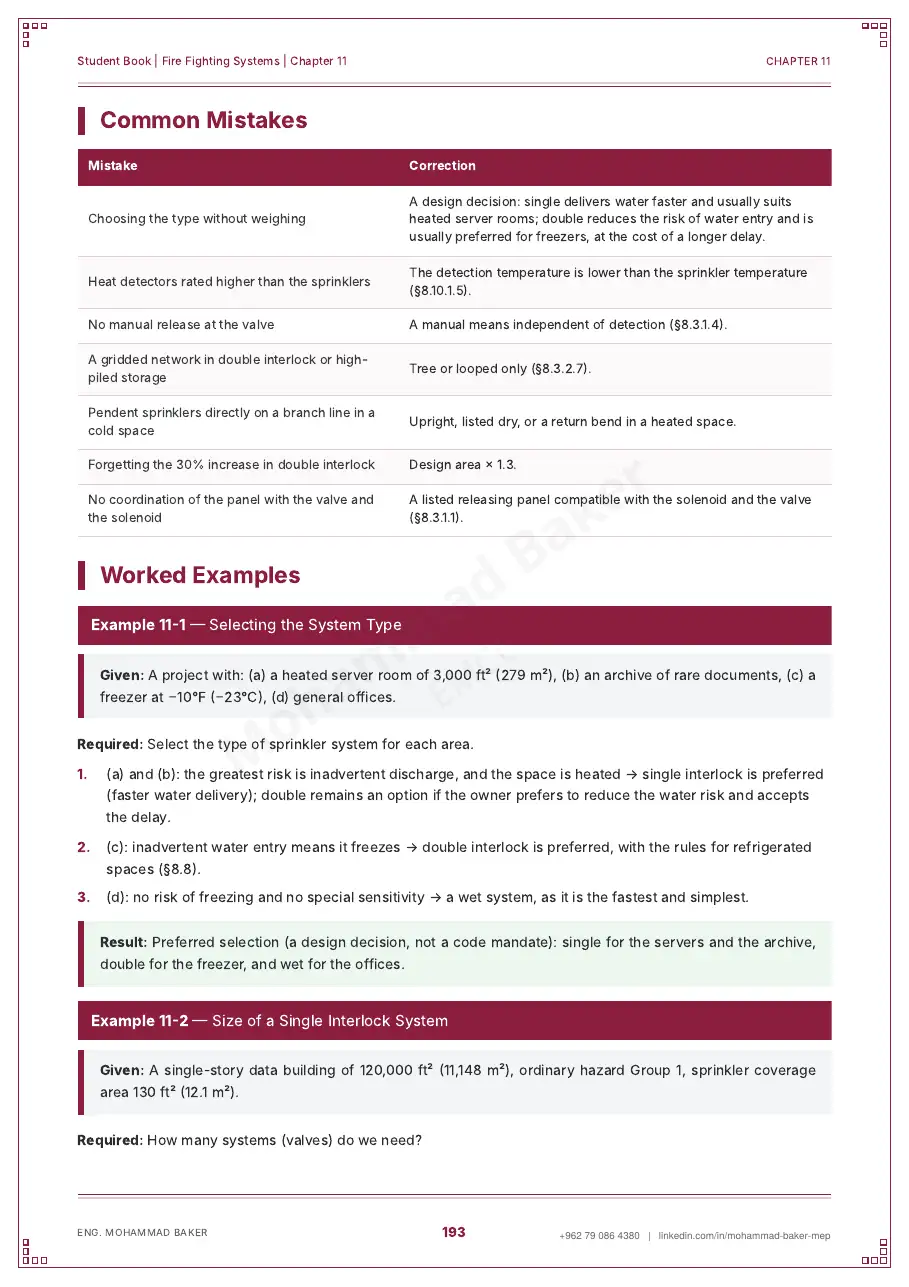 Student Book | Fire Fighting Systems | Chapter 11
CHAPTER 11
Common Mistakes
Mistake
Correction
Choosing the type without weighing
A design decision: single delivers water faster and usually suits
heated server rooms; double reduces the risk of water entry and is
usually preferred for freezers, at the cost of a longer delay.
Heat detectors rated higher than the sprinklers
The detection temperature is lower than the sprinkler temperature
(§8.10.1.5).
No manual release at the valve
A manual means independent of detection (§8.3.1.4).
A gridded network in double interlock or high-
piled storage
Tree or looped only (§8.3.2.7).
Pendent sprinklers directly on a branch line in a
cold space
Upright, listed dry, or a return bend in a heated space.
Forgetting the 30% increase in double interlock
Design area × 1.3.
No coordination of the panel with the valve and
the solenoid
A listed releasing panel compatible with the solenoid and the valve
(§8.3.1.1).
Worked Examples
Example 11-1 — Selecting the System Type
Given: A project with: (a) a heated server room of 3,000 ft² (279 m²), (b) an archive of rare documents, (c) a
freezer at −10°F (−23°C), (d) general offices.
Required: Select the type of sprinkler system for each area.
1. (a) and (b): the greatest risk is inadvertent discharge, and the space is heated → single interlock is preferred
(faster water delivery); double remains an option if the owner prefers to reduce the water risk and accepts
the delay.
2. (c): inadvertent water entry means it freezes → double interlock is preferred, with the rules for refrigerated
spaces (§8.8).
3. (d): no risk of freezing and no special sensitivity → a wet system, as it is the fastest and simplest.
Result: Preferred selection (a design decision, not a code mandate): single for the servers and the archive,
double for the freezer, and wet for the offices.
Example 11-2 — Size of a Single Interlock System
Given: A single-story data building of 120,000 ft² (11,148 m²), ordinary hazard Group 1, sprinkler coverage
area 130 ft² (12.1 m²).
Required: How many systems (valves) do we need?
ENG. MOHAMMAD BAKER
193
+962 79 086 4380 | linkedin.com/in/mohammad-baker-mep
Mohammad Baker